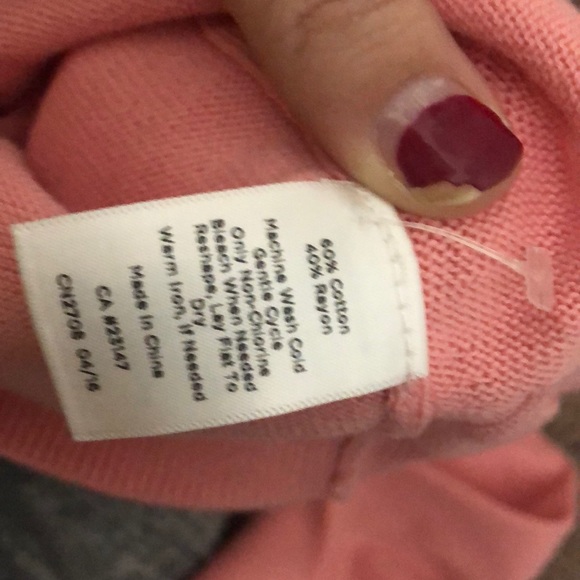 60% Cotton
40% Rayon
Machine Wash Cold
Gentle Cycle
Only Non-Chlorine
Bleach When Needed
Reshape, Lay Flat To
Dry
Warm Iron, If Needed
Made In China
CA #23147
CN2708 04/16